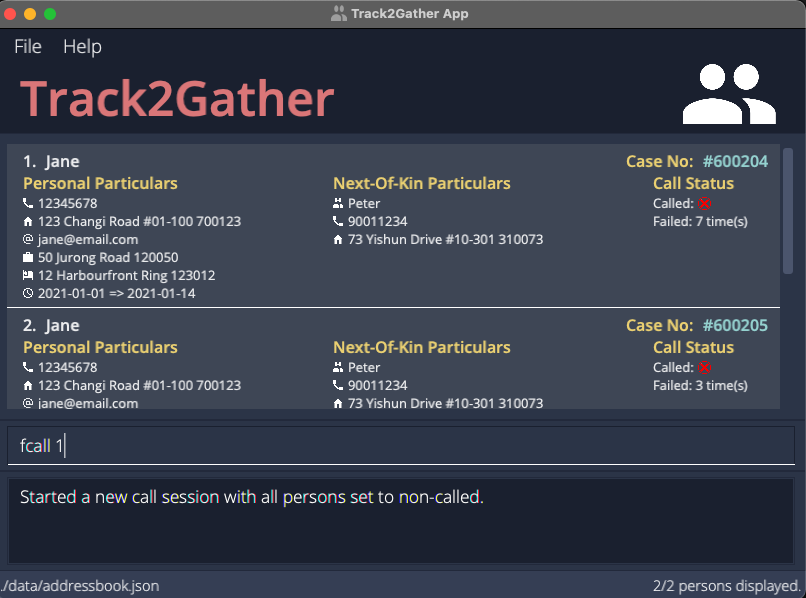 Track2Gather App
File Help
Track2Gather
1. Jane Case No: #600204
Personal Particulars Next-Of-Kin Particulars Call Status
12345678 Peter Called:
123 Changi Road #01-100 700123 90011234 Failed: 7 time(s)
@ jane@email.com 73 Yishun Drive #10-301 310073
50 Jurong Road 120050
12 Harbourfront Ring 123012
2021-01-01 => 2021-01-14
2. Jane Case No: #600205
Personal Particulars Next-Of-Kin Particulars Call Status
12345678 Peter Called:
123 Changi Road #01-100 700123 90011234 Failed: 3 time(s)
@ jane@email.com 73 Yishun Drive #10-301 310073
fcall 1
Started a new call session with all persons set to non-called.
./data/addressbook.json 2/2 persons displayed.